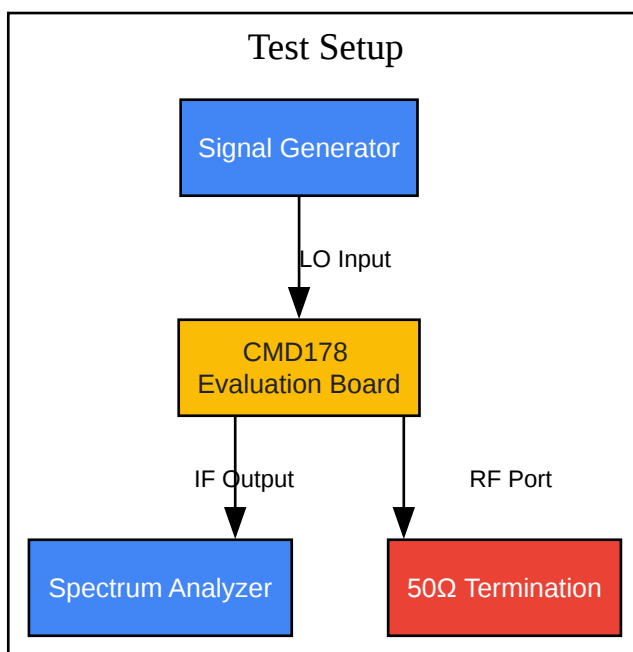 Test Setup
Signal Generator
LO Input
CMD178
Evaluation Board
IF Output
RF Port
Spectrum Analyzer
50Ω Termination